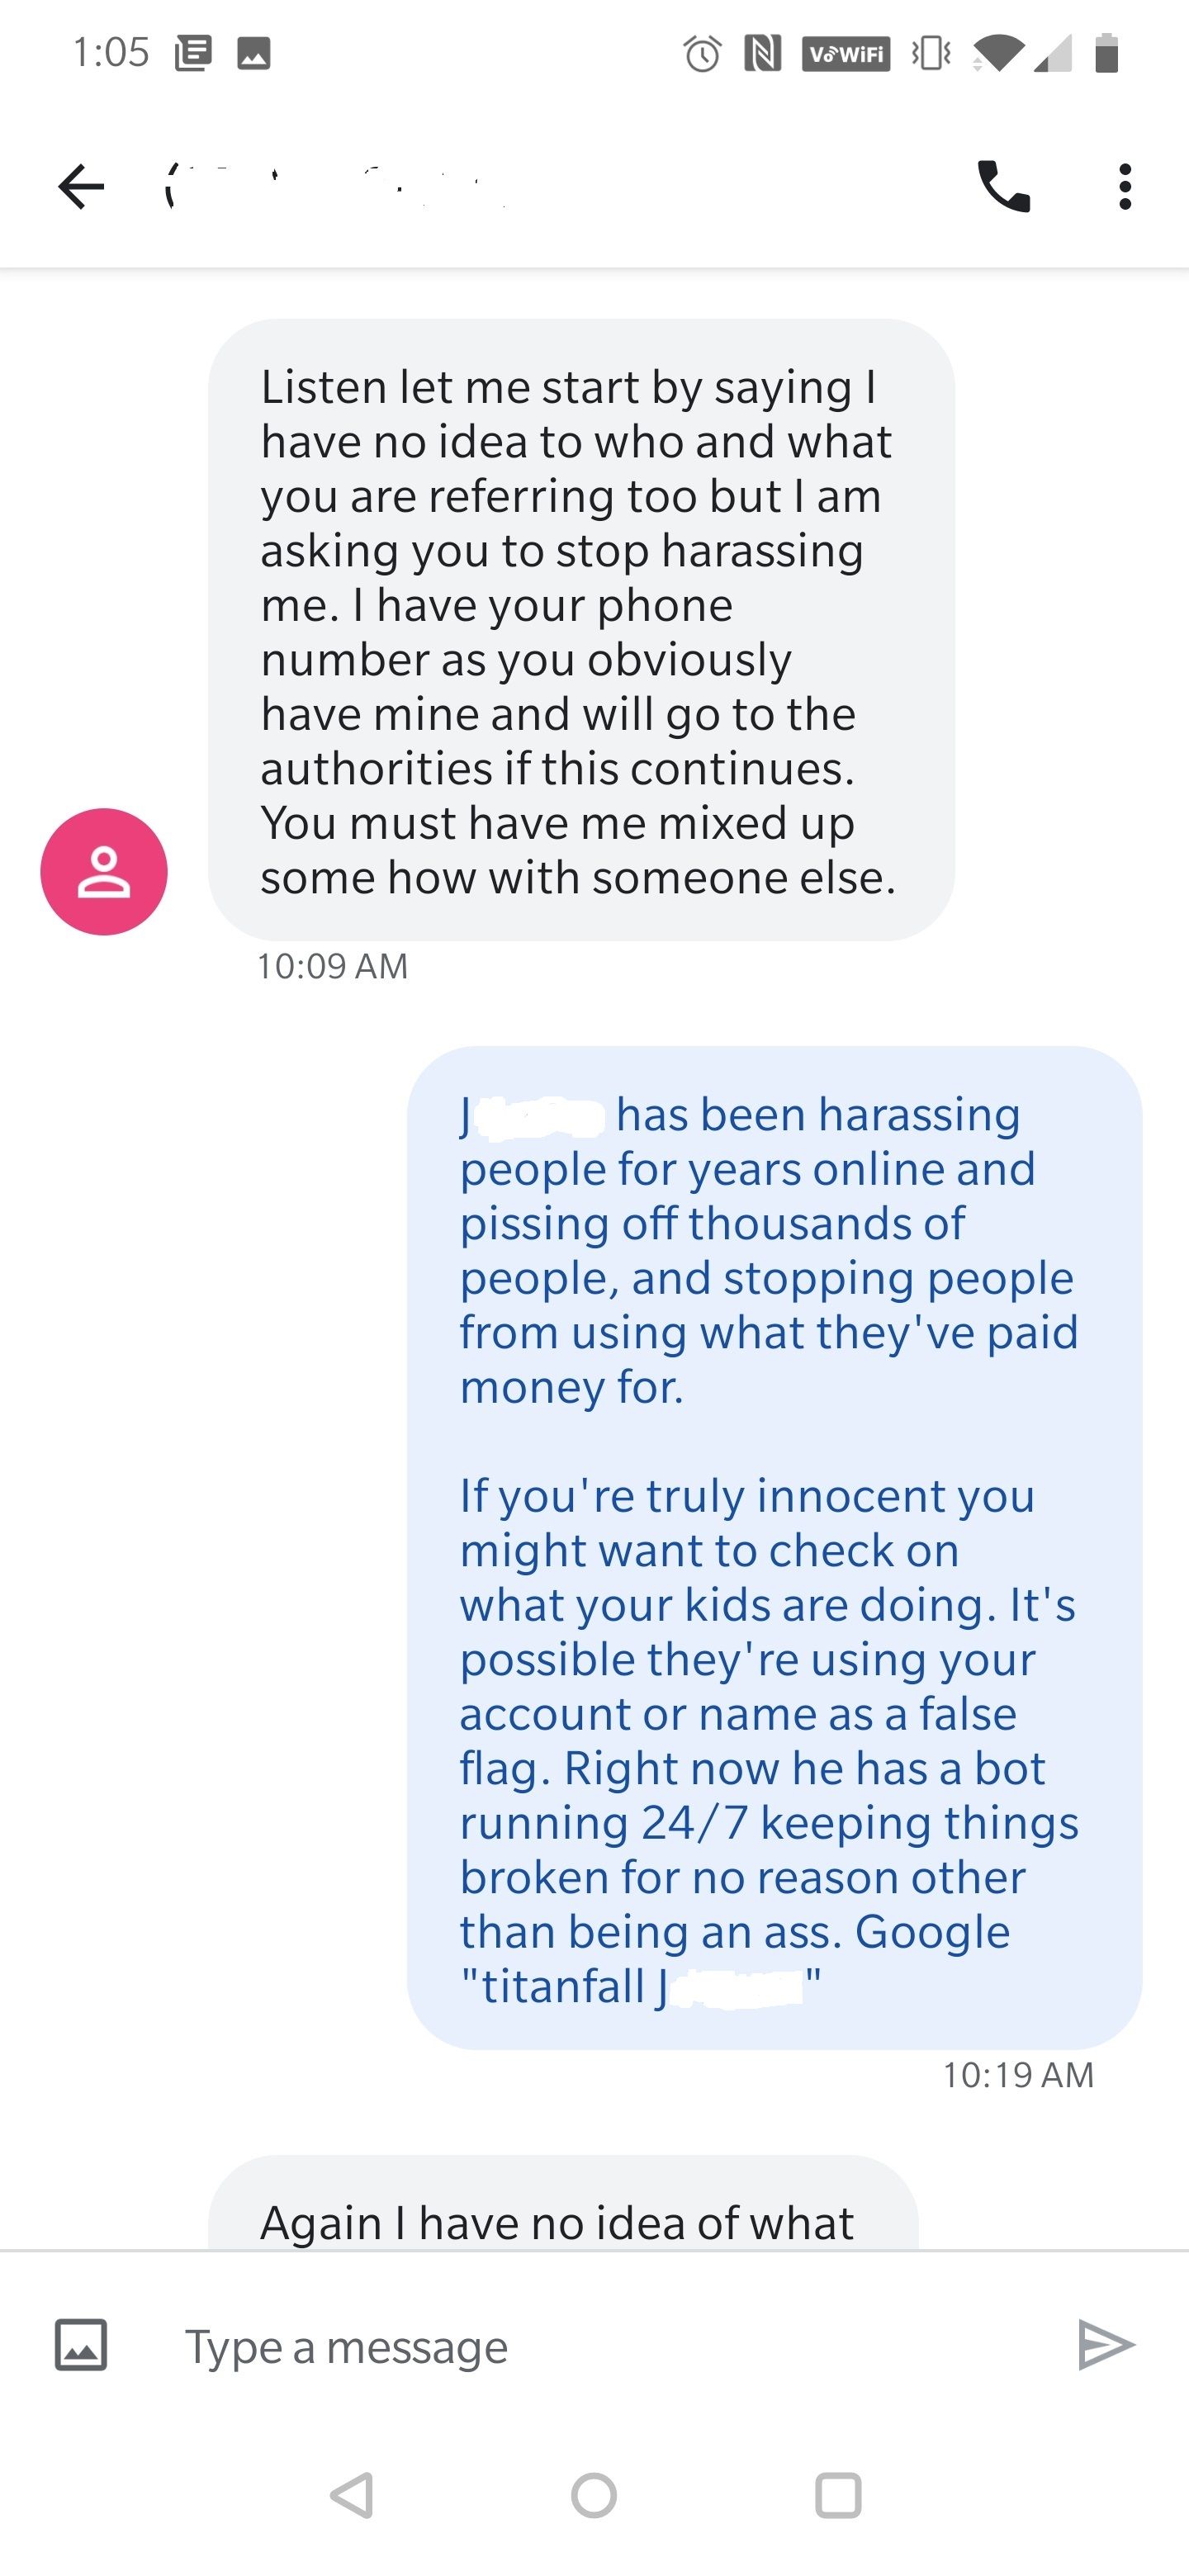 1:05 Vo WiFi
Listen let me start by saying I
have no idea to who and what
you are referring too but I am
asking you to stop harassing
me. I have your phone
number as you obviously
have mine and will go to the
authorities if this continues.
You must have me mixed up
some how with someone else.
10:09 AM
J has been harassing
people for years online and
pissing off thousands of
people, and stopping people
from using what they've paid
money for.
If you're truly innocent you
might want to check on
what your kids are doing. It's
possible they're using your
account or name as a false
flag. Right now he has a bot
running 24/7 keeping things
broken for no reason other
than being an ass. Google
"titanfall J"
10:19 AM
Again I have no idea of what
Type a message